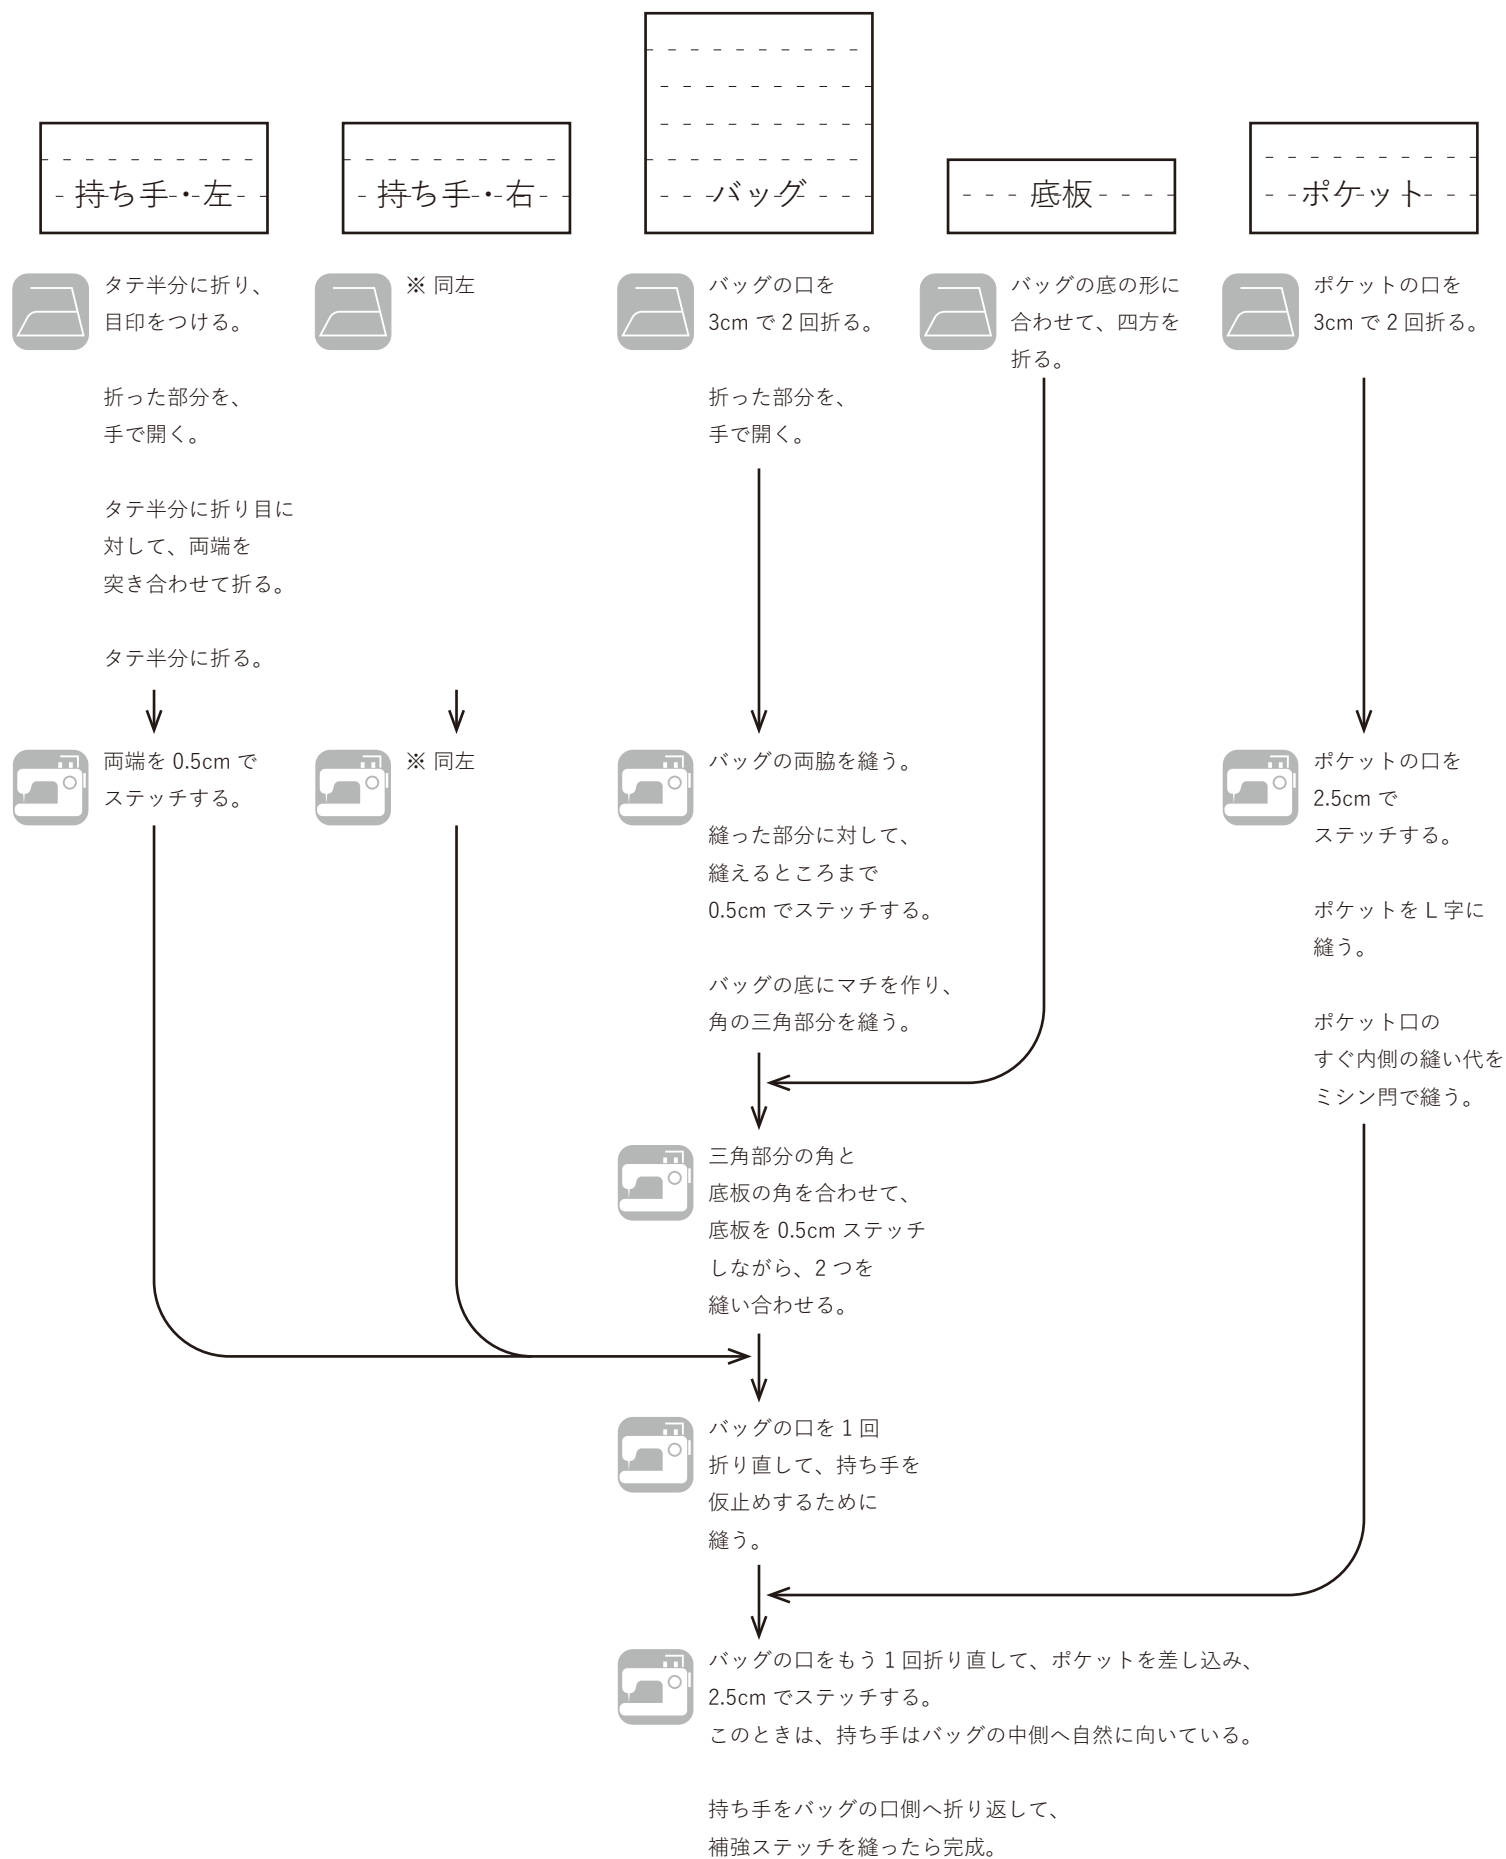 持ち手・左
持ち手・右
バッグ
底板
ポケット
タテ半分に折り、
目印をつける。
折った部分を、
手で開く。
タテ半分に折り目に
対して、両端を
突き合わせて折る。
タテ半分に折る。
※ 同左
バッグの口を
3cm で 2 回折る。
折った部分を、
手で開く。
バッグの底の形に
合わせて、四方を
折る。
ポケットの口を
3cm で 2 回折る。
両端を 0.5cm で
ステッチする。
※ 同左
バッグの両脇を縫う。
縫った部分に対して、
縫えるところまで
0.5cm でステッチする。
バッグの底にマチを作り、
角の三角部分を縫う。
ポケットの口を
2.5cm で
ステッチする。
ポケットを L 字に
縫う。
ポケット口の
すぐ内側の縫い代を
ミシン閂で縫う。
三角部分の角と
底板の角を合わせて、
底板を 0.5cm ステッチ
しながら、2 つを
縫い合わせる。
バッグの口を 1 回
折り直して、持ち手を
仮止めするために
縫う。
バッグの口をもう 1 回折り直して、ポケットを差し込み、
2.5cm でステッチする。
このときは、持ち手はバッグの中側へ自然に向いている。
持ち手をバッグの口側へ折り返して、
補強ステッチを縫ったら完成。